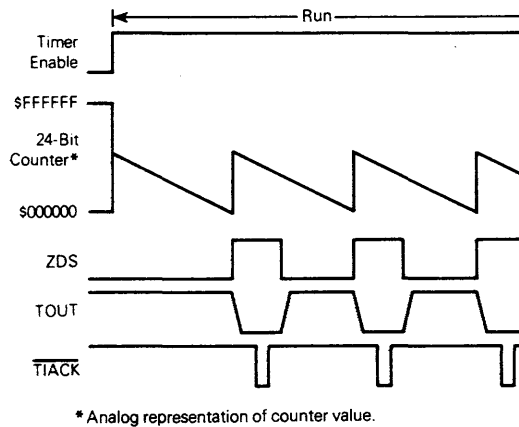 Run
Timer
Enable
$FFFFFF
24-Bit
Counter*
$000000
ZDS
TOUT
TIACK
*Analog representation of counter value.